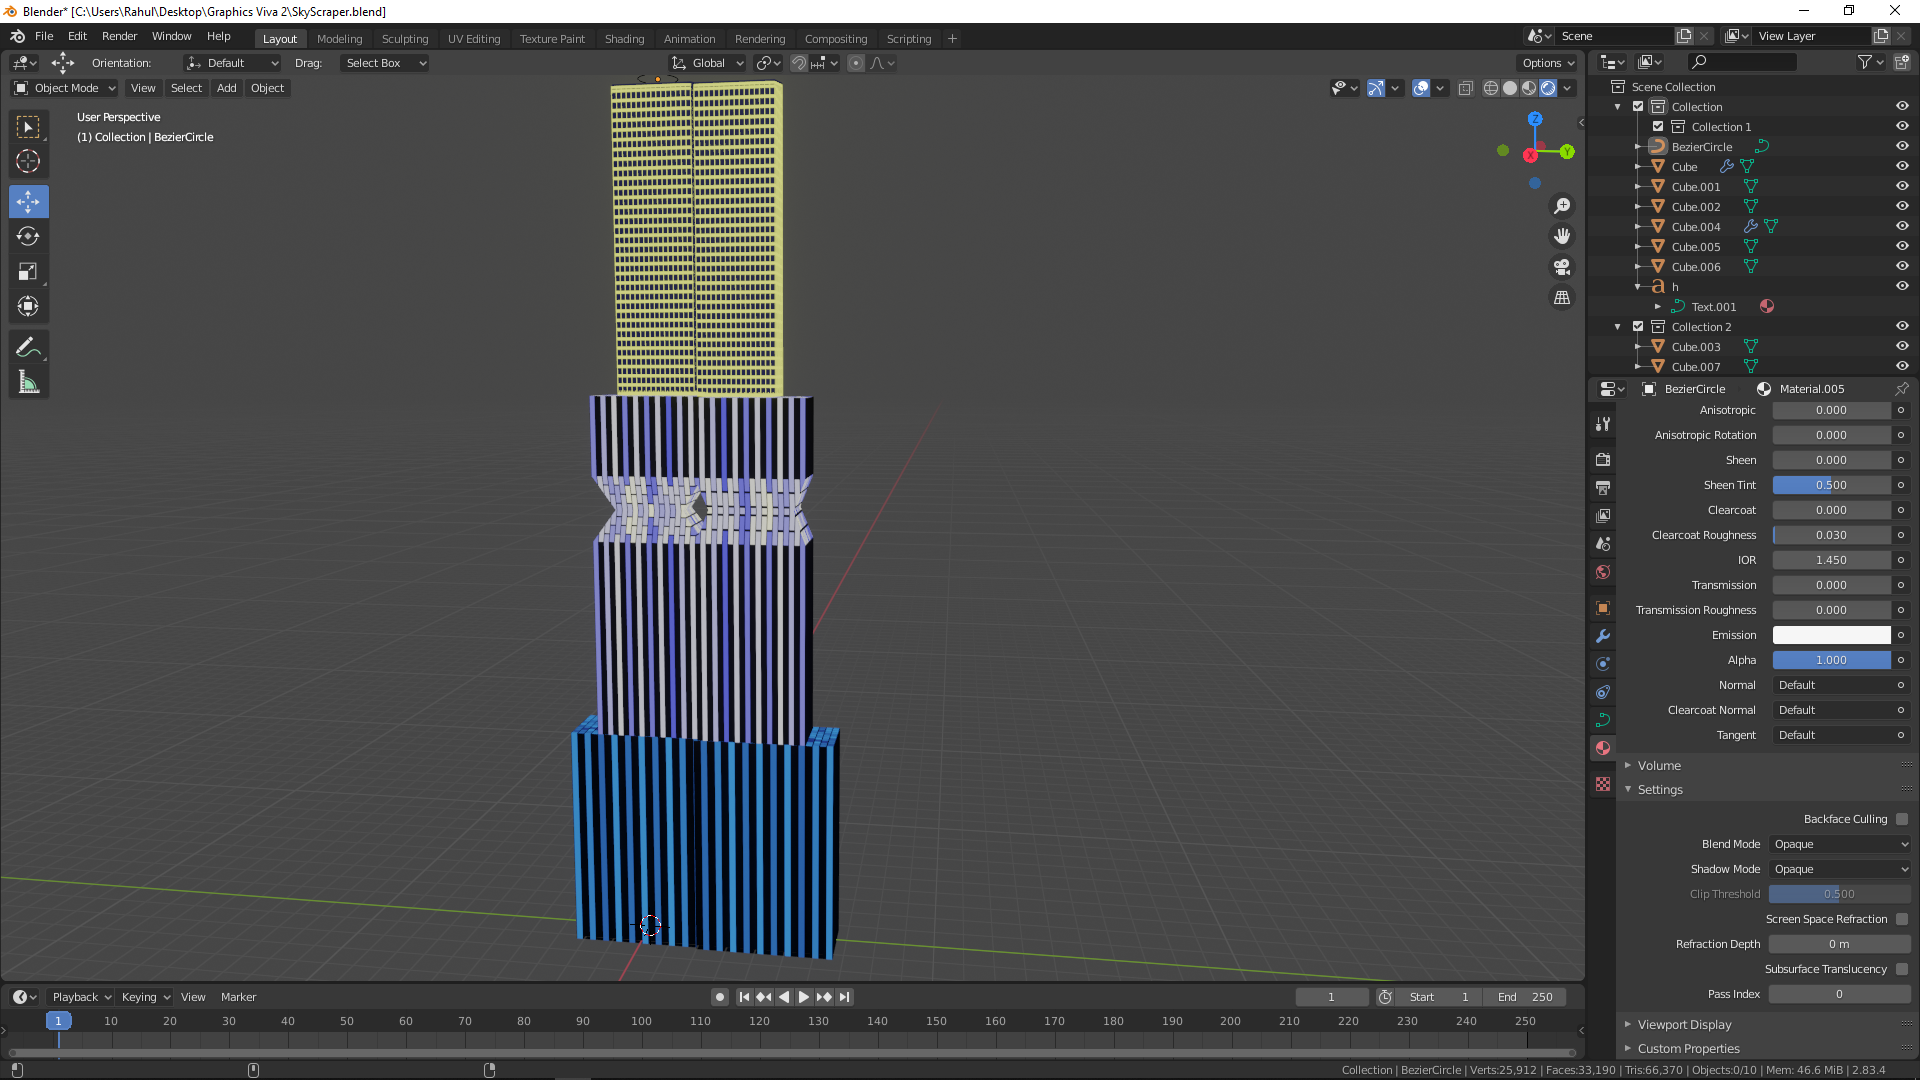 Blender* [C:\Users\Rahul\Desktop\Graphics Viva 2\SkyScraper.blend]
File Edit Render Window Help Layout Modeling Sculpting UV Editing Texture Paint Shading Animation Rendering Compositing Scripting Scene View Layer
Orientation: Default Drag: Select Box Global Options
Object Mode View Select Add Object
User Perspective
(1) Collection | BezierCircle
Z
Y
X
Scene Collection
Collection
Collection 1
BezierCircle
Cube
Cube.001
Cube.002
Cube.004
Cube.005
Cube.006
h
Text.001
Collection 2
Cube.003
Cube.007
BezierCircle Material.005
Anisotropic 0.000
Anisotropic Rotation 0.000
Sheen 0.000
Sheen Tint 0.500
Clearcoat 0.000
Clearcoat Roughness 0.030
IOR 1.450
Transmission 0.000
Transmission Roughness 0.000
Emission
Alpha 1.000
Normal Default
Clearcoat Normal Default
Tangent Default
Volume
Settings
Backface Culling
Blend Mode Opaque
Shadow Mode Opaque
Clip Threshold 0.500
Screen Space Refraction
Refraction Depth 0 m
Subsurface Translucency
Pass Index 0
Viewport Display
Custom Properties
Playback Keying View Marker 1 Start 1 End 250
1 10 20 30 40 50 60 70 80 90 100 110 120 130 140 150 160 170 180 190 200 210 220 230 240 250
Collection | BezierCircle | Verts:25,912 | Faces:33,190 | Tris:66,370 | Objects:0/10 | Mem: 46.6 MiB | 2.83.4